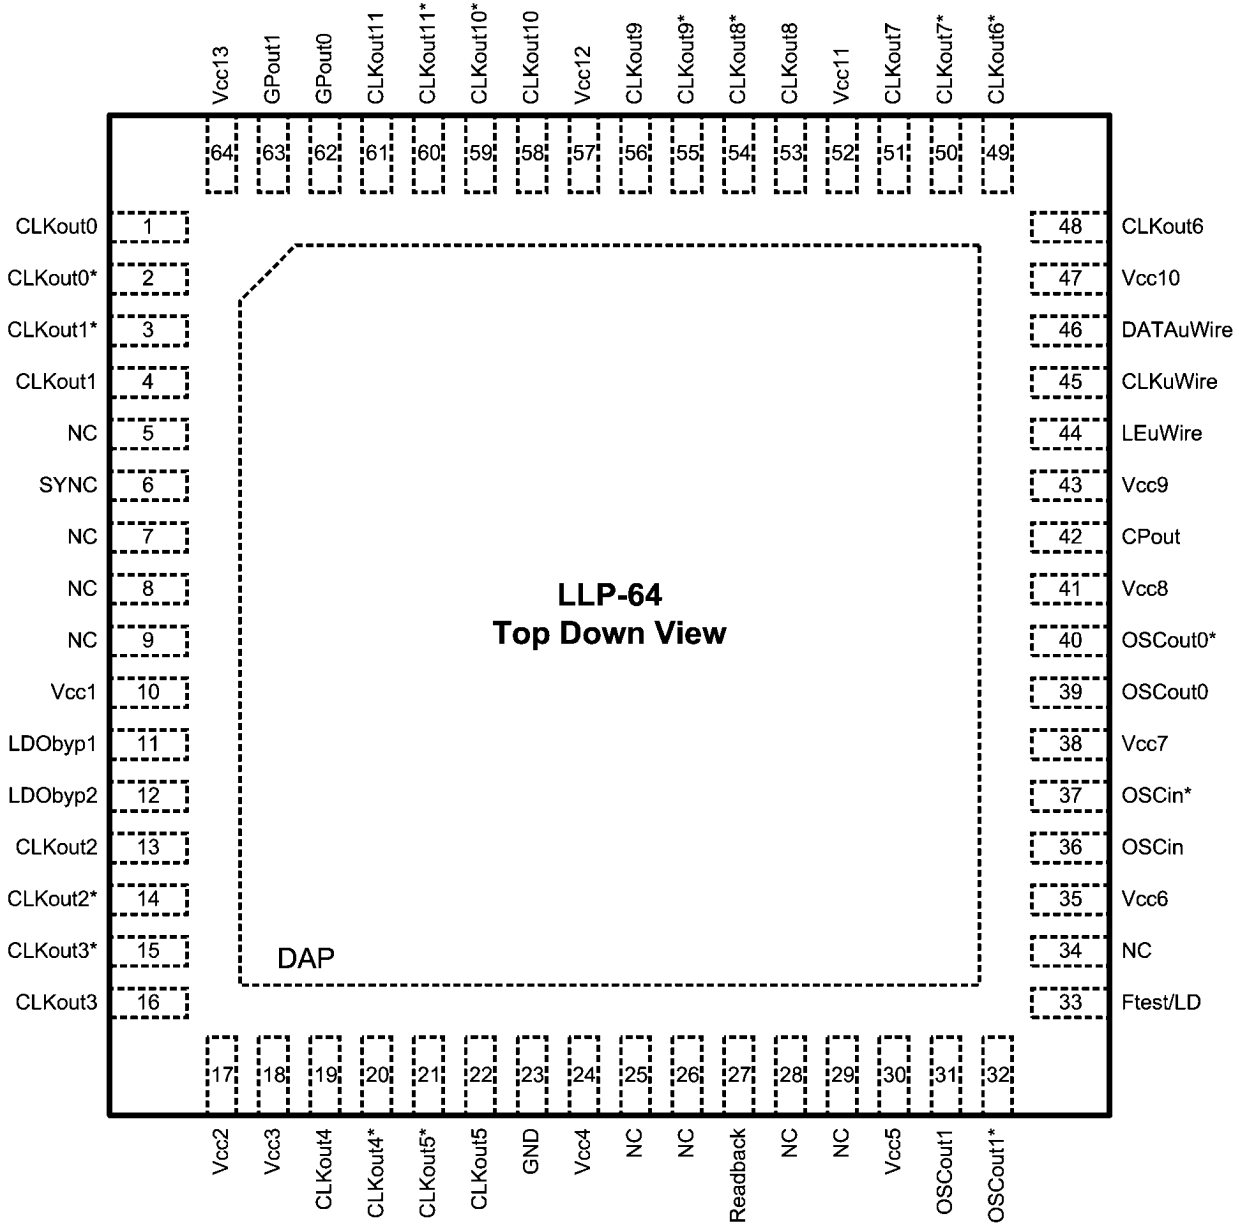 Vcc13
GPout1
GPout0
CLKout11
CLKout11*
CLKout10*
CLKout10
Vcc12
CLKout9
CLKout9*
CLKout8*
CLKout8
Vcc11
CLKout7
CLKout7*
CLKout6*
64 63 62 61 60 59 58 57 56 55 54 53 52 51 50 49
CLKout0 1 48 CLKout6
CLKout0* 2 47 Vcc10
CLKout1* 3 46 DATAuWire
CLKout1 4 45 CLKuWire
NC 5 44 LEuWire
SYNC 6 43 Vcc9
NC 7 42 CPout
NC 8 41 Vcc8
LLP-64
Top Down View
NC 9 40 OSCout0*
Vcc1 10 39 OSCout0
LDObyp1 11 38 Vcc7
LDObyp2 12 37 OSCin*
CLKout2 13 36 OSCin
CLKout2* 14 35 Vcc6
CLKout3* 15 34 NC
DAP
CLKout3 16 33 Ftest/LD
17 18 19 20 21 22 23 24 25 26 27 28 29 30 31 32
Vcc2
Vcc3
CLKout4
CLKout4*
CLKout5*
CLKout5
GND
Vcc4
NC
NC
Readback
NC
NC
Vcc5
OSCout1
OSCout1*